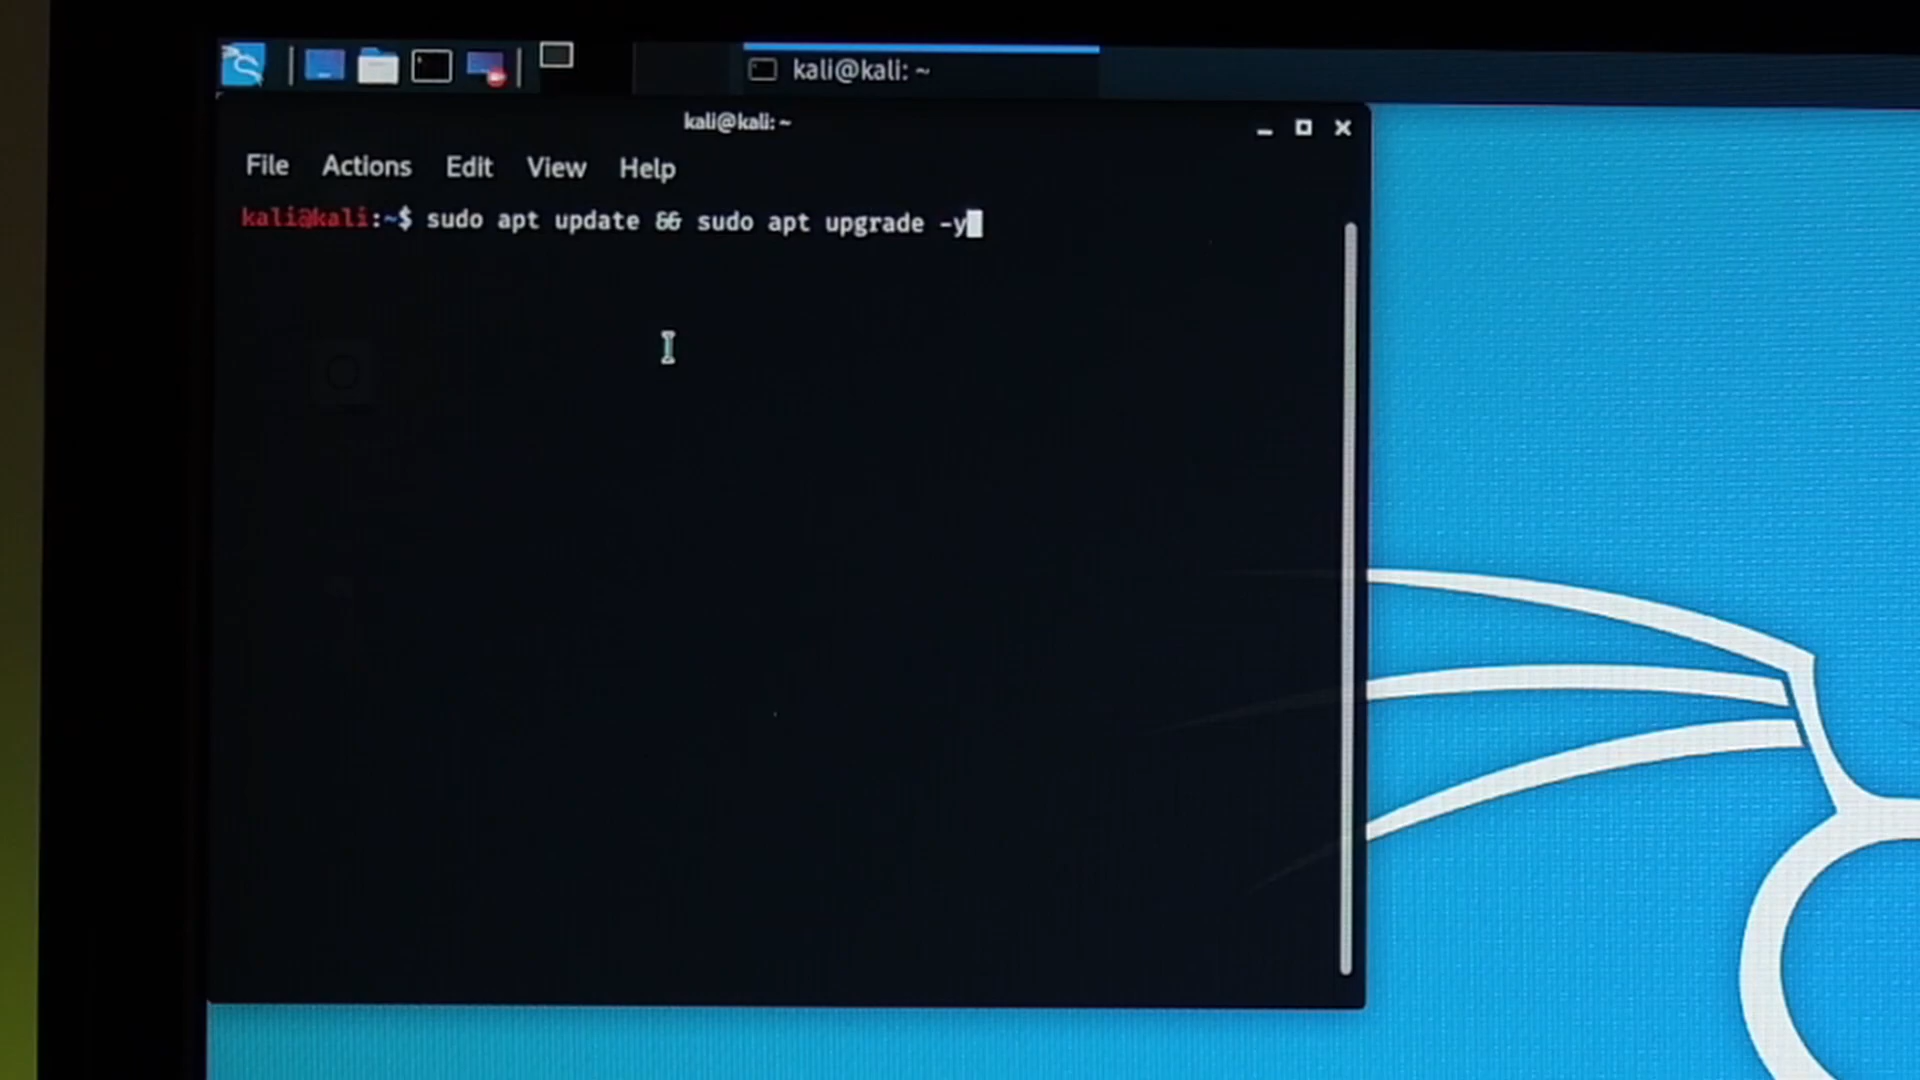 kali@kali: ~
kali@kali: ~
File Actions Edit View Help
kali@kali:~$ sudo apt update && sudo apt upgrade -y